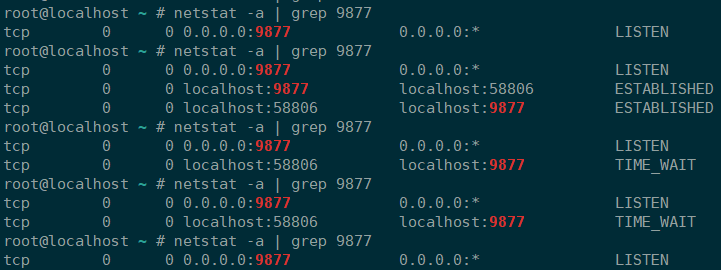 root@localhost ~ # netstat -a | grep 9877
tcp        0      0 0.0.0.0:9877            0.0.0.0:*               LISTEN
root@localhost ~ # netstat -a | grep 9877
tcp        0      0 0.0.0.0:9877            0.0.0.0:*               LISTEN
tcp        0      0 localhost:9877          localhost:58806         ESTABLISHED
tcp        0      0 localhost:58806         localhost:9877          ESTABLISHED
root@localhost ~ # netstat -a | grep 9877
tcp        0      0 0.0.0.0:9877            0.0.0.0:*               LISTEN
tcp        0      0 localhost:58806         localhost:9877          TIME_WAIT
root@localhost ~ # netstat -a | grep 9877
tcp        0      0 0.0.0.0:9877            0.0.0.0:*               LISTEN
tcp        0      0 localhost:58806         localhost:9877          TIME_WAIT
root@localhost ~ # netstat -a | grep 9877
tcp        0      0 0.0.0.0:9877            0.0.0.0:*               LISTEN